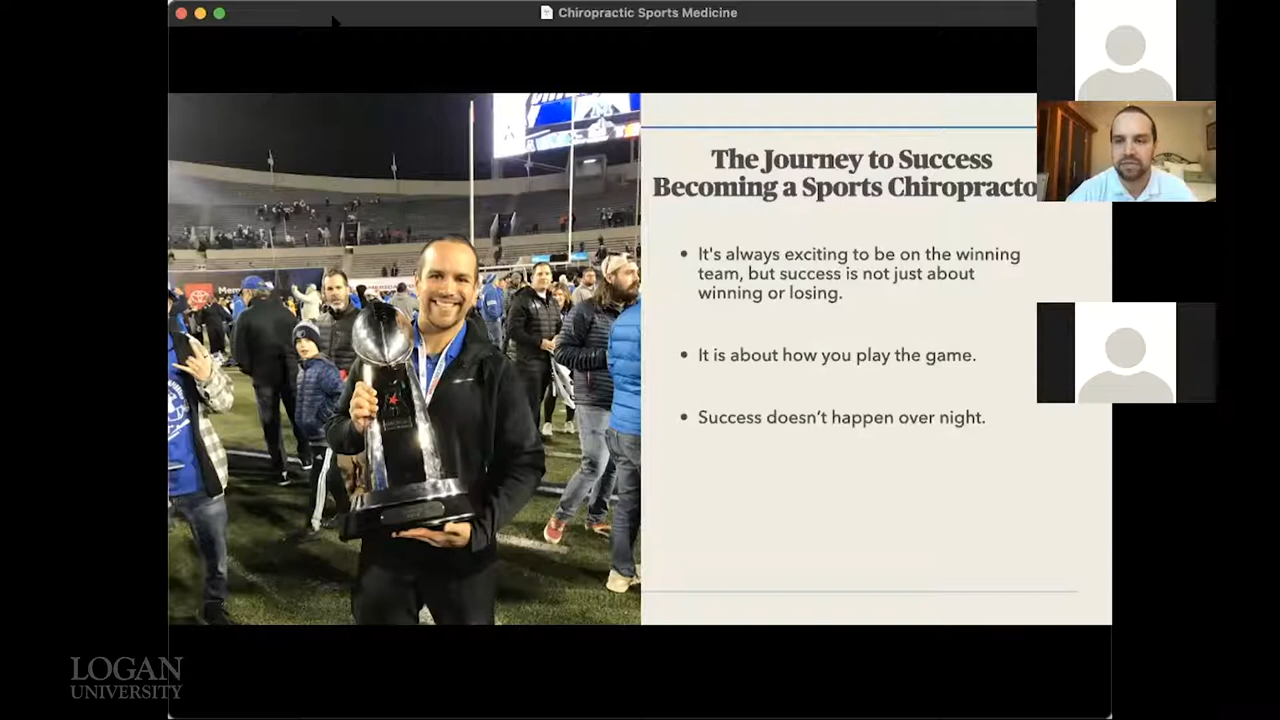 Chiropractic Sports Medicine
The Journey to Success
Becoming a Sports Chiropracto
• It's always exciting to be on the winning
team, but success is not just about
winning or losing.
• It is about how you play the game.
• Success doesn’t happen over night.
LOGAN
UNIVERSITY